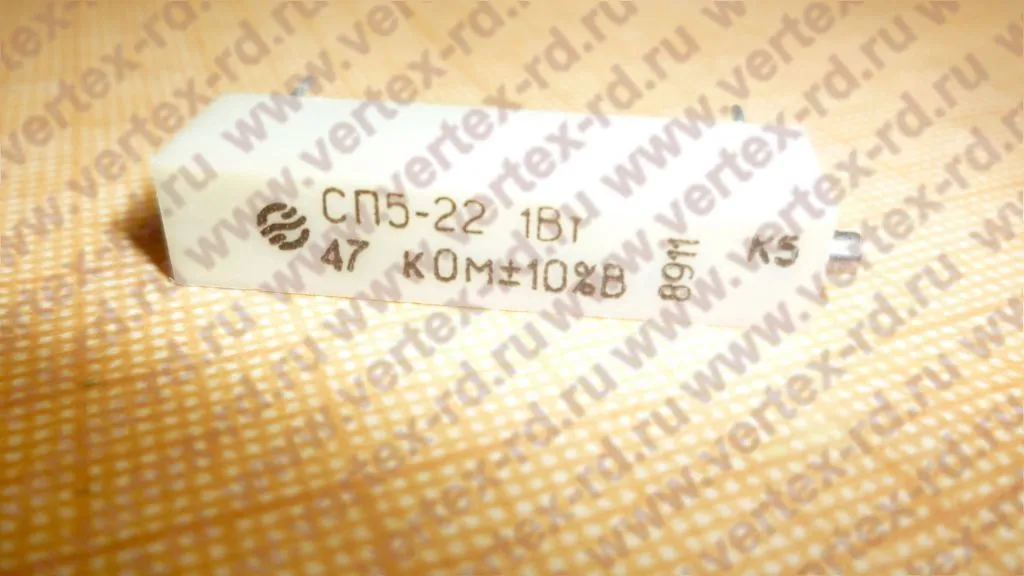 СП5-22 1Вт
47 кОм±10%В
8911
К5
www.vertex-rd.ru